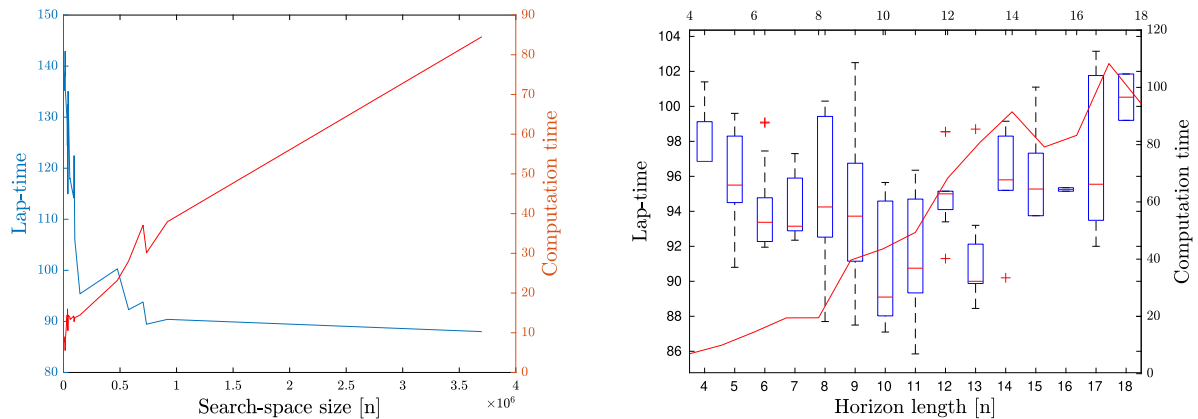 4 6 8 10 12 14 16 18
150 140 130 120 110 100 90 80
Lap-time
90 80 70 60 50 40 30 20 10 0
Computation time
0 0.5 1 1.5 2 2.5 3 3.5 4
×10⁶
Search-space size [n]
104 102 100 98 96 94 92 90 88 86
Lap-time
120 100 80 60 40 20 0
Computation time
4 5 6 7 8 9 10 11 12 13 14 15 16 17 18
Horizon length [n]